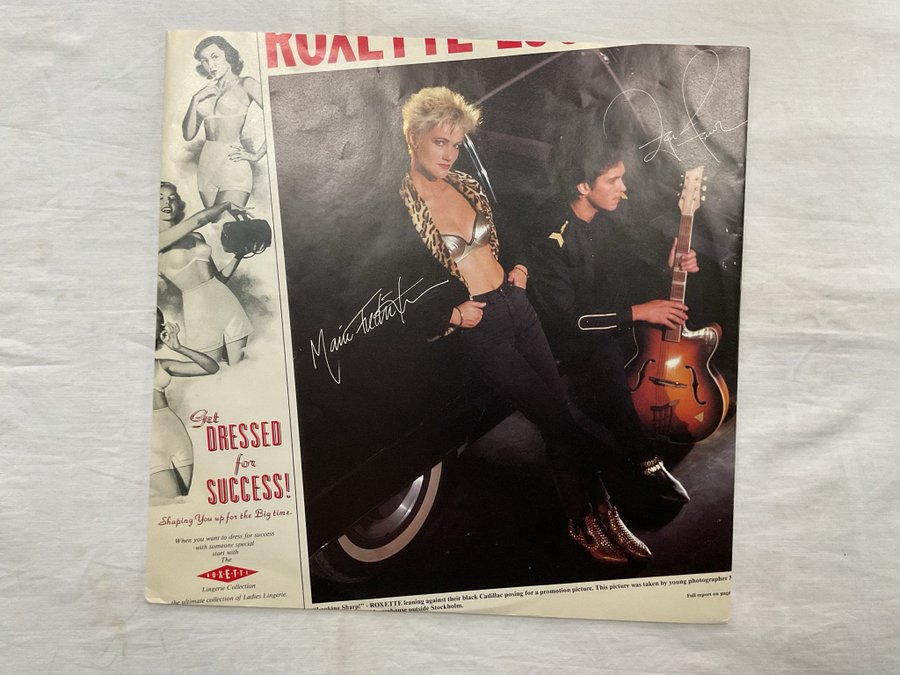 ROXETTE
Get
DRESSED
for
SUCCESS!
Shaping You up for the Big time.
When you want to dress for success
with someone special
start with
The
ROXETTE
Lingerie Collection
the ultimate collection of Ladies Lingerie.
Sharp!" - ROXETTE leaning against their black Cadillac posing for a promotion picture. This picture was taken by young photographer
outside Stockholm.
Full report on page